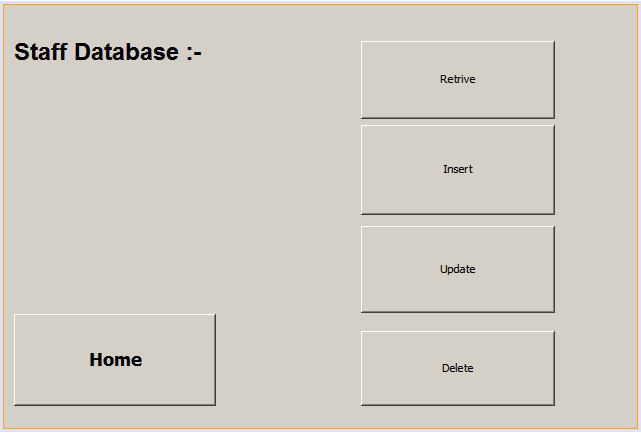 Staff Database :-
Retrive
Insert
Update
Home
Delete